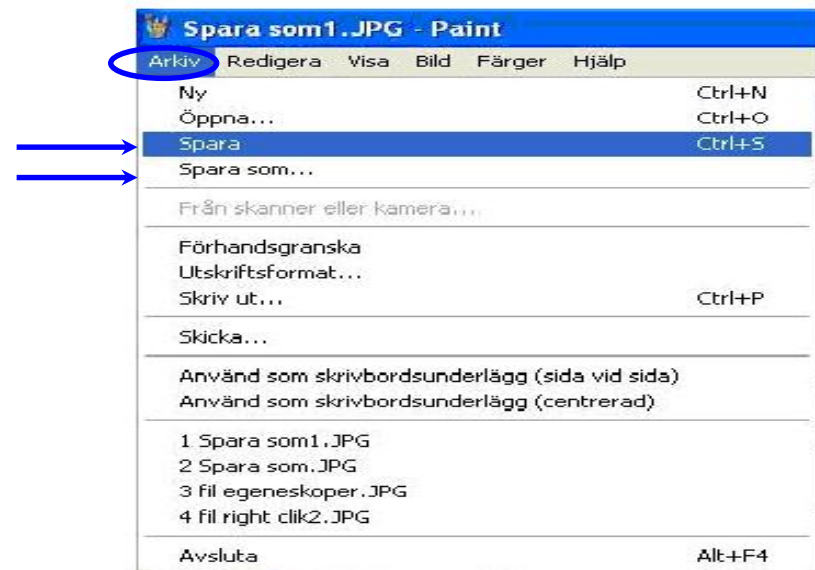 Spara som1.JPG - Paint
Arkiv Redigera Visa Bild Färger Hjälp
Ny Ctrl+N
Öppna... Ctrl+O
Spara Ctrl+S
Spara som...
Från skanner eller kamera....
Förhandsgranska
Utskriftsformat...
Skriv ut... Ctrl+P
Skicka...
Använd som skrivbordsunderlägg (sida vid sida)
Använd som skrivbordsunderlägg (centrerad)
1 Spara som1.JPG
2 Spara som.JPG
3 fil egeneskoper.JPG
4 fil right clik2.JPG
Avsluta Alt+F4